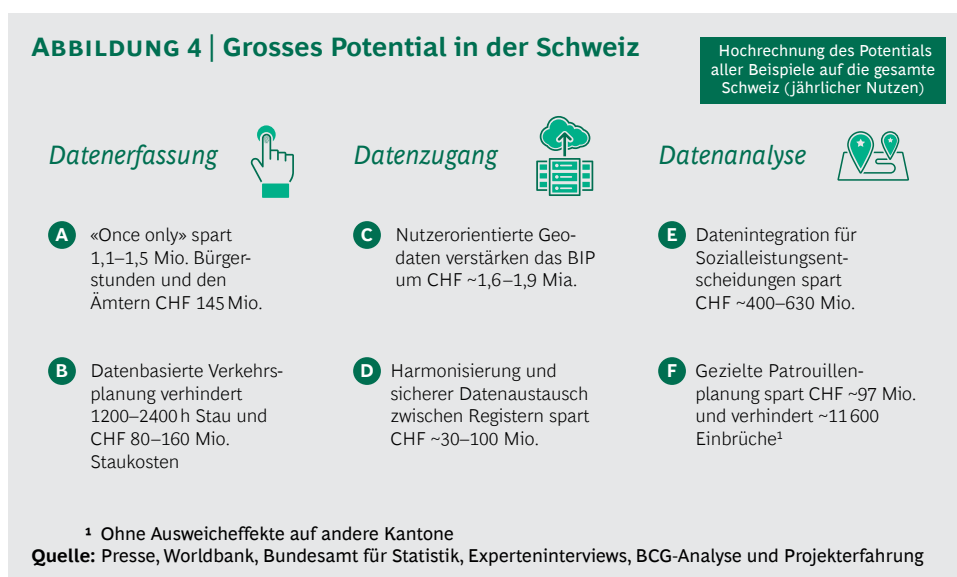 ABBILDUNG 4 | Grosses Potential in der Schweiz
Hochrechnung des Potentials
aller Beispiele auf die gesamte
Schweiz (jährlicher Nutzen)
Datenerfassung
Datenzugang
Datenanalyse
A «Once only» spart
1,1–1,5 Mio. Bürger-
stunden und den
Ämtern CHF 145 Mio.
C Nutzerorientierte Geo-
daten verstärken das BIP
um CHF ~1,6–1,9 Mia.
E Datenintegration für
Sozialleistungsent-
scheidungen spart
CHF ~400–630 Mio.
B Datenbasierte Verkehrs-
planung verhindert
1200–2400 h Stau und
CHF 80–160 Mio.
Staukosten
D Harmonisierung und
sicherer Datenaustausch
zwischen Registern spart
CHF ~30–100 Mio.
F Gezielte Patrouillen-
planung spart CHF ~97 Mio.
und verhindert ~11 600
Einbrüche¹
¹ Ohne Ausweicheffekte auf andere Kantone
Quelle: Presse, Worldbank, Bundesamt für Statistik, Experteninterviews, BCG-Analyse und Projekterfahrung